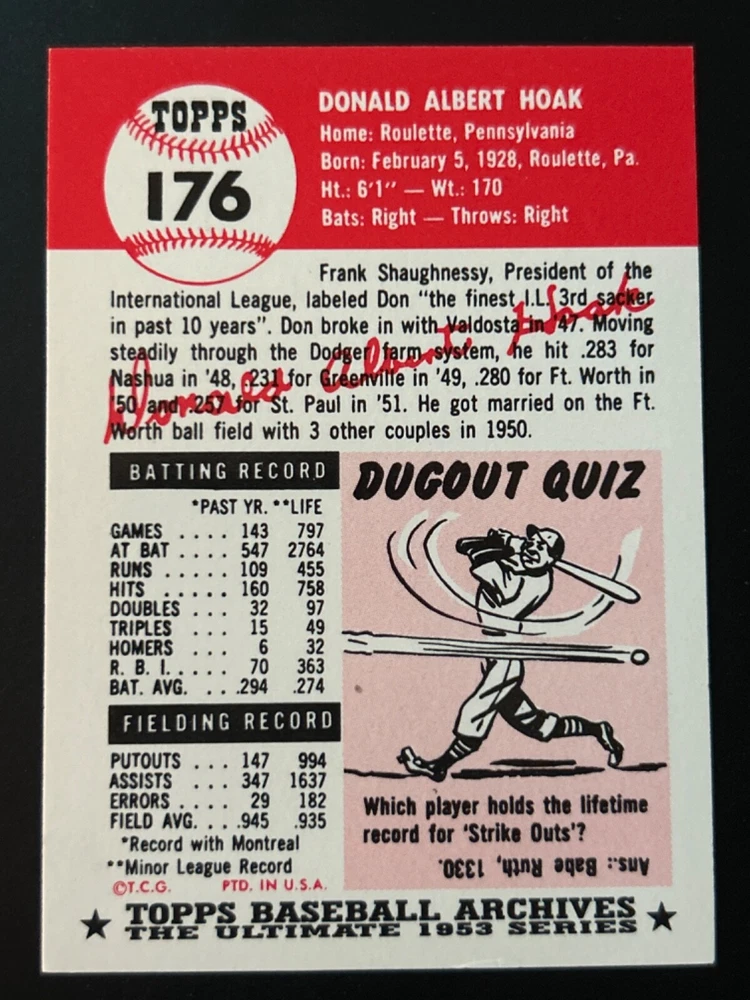 TOPPS
176
DONALD ALBERT HOAK
Home: Roulette, Pennsylvania
Born: February 5, 1928, Roulette, Pa.
Ht.: 6'1" — Wt.: 170
Bats: Right — Throws: Right
Frank Shaughnessy, President of the
International League, labeled Don "the finest I.L. 3rd sacker
in past 10 years". Don broke in with Valdosta in '47. Moving
steadily through the Dodger farm system, he hit .283 for
Nashua in '48, .231 for Greenville in '49, .280 for Ft. Worth in
'50 and .257 for St. Paul in '51. He got married on the Ft.
Worth ball field with 3 other couples in 1950.
Donald Albert Hoak
BATTING RECORD
*PAST YR. **LIFE
GAMES .... 143 797
AT BAT .... 547 2764
RUNS ..... 109 455
HITS ..... 160 758
DOUBLES ... 32 97
TRIPLES ... 15 49
HOMERS ... 6 32
R. B. I. .... 70 363
BAT. AVG. ... .294 .274
FIELDING RECORD
PUTOUTS ... 147 994
ASSISTS ... 347 1637
ERRORS .... 29 182
FIELD AVG. .. .945 .935
*Record with Montreal
**Minor League Record
©T.C.G. PTD. IN U.S.A.
DUGOUT QUIZ
Which player holds the lifetime
record for 'Strike Outs'?
Ans.: Babe Ruth, 1330.
★ TOPPS BASEBALL ARCHIVES ★
THE ULTIMATE 1953 SERIES